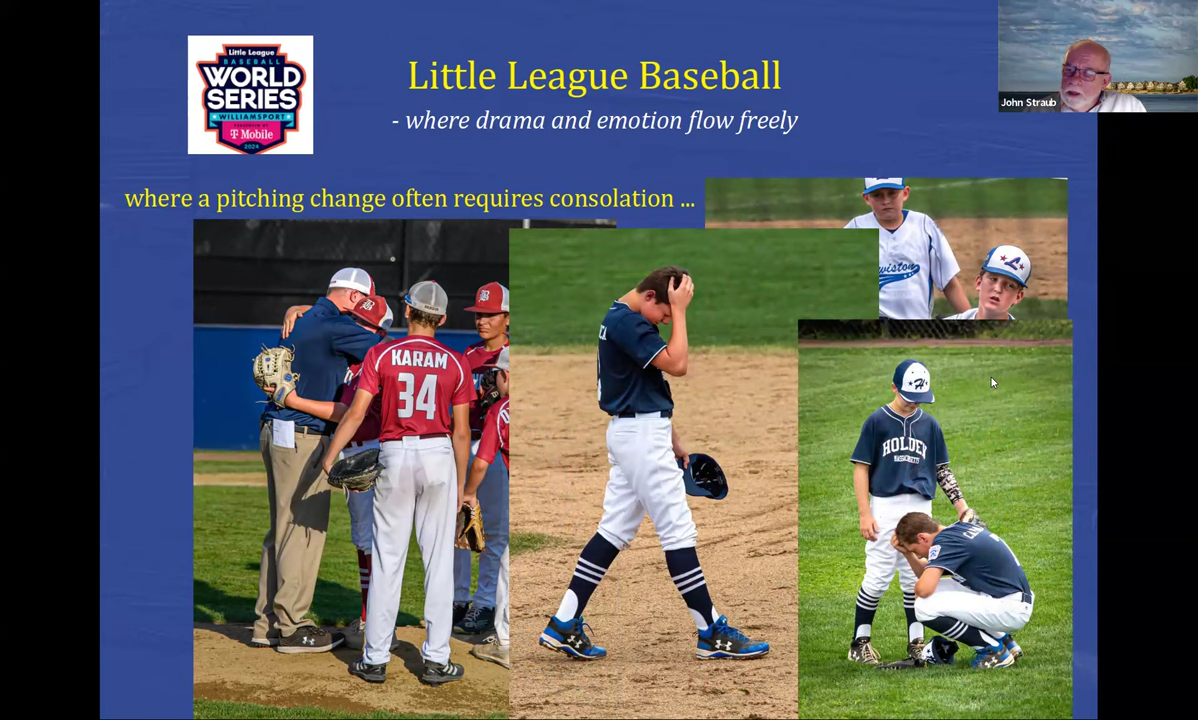 Little League
BASEBALL
WORLD
SERIES
WILLIAMSPORT
T Mobile
2024
Little League Baseball
- where drama and emotion flow freely
John Straub
where a pitching change often requires consolation ...
KARAM
34
B
B
wiston
L
H
HOLDEN